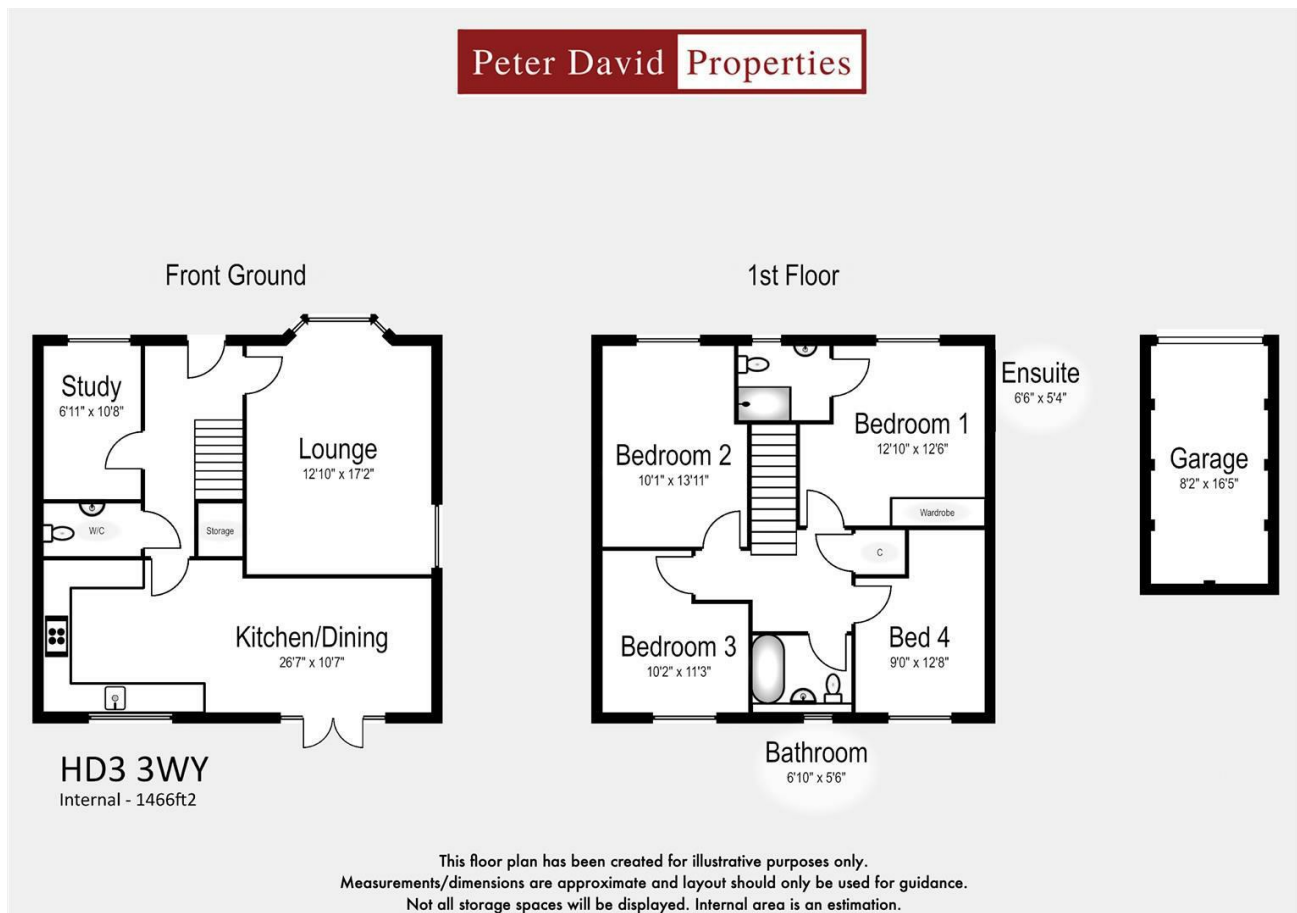 Peter David Properties
Front Ground
1st Floor
Study
6'11" x 10'8"
Lounge
12'10" x 17'2"
W/C
Storage
Kitchen/Dining
26'7" x 10'7"
Bedroom 2
10'1" x 13'11"
Bedroom 1
12'10" x 12'6"
Wardrobe
C
Bedroom 3
10'2" x 11'3"
Bed 4
9'0" x 12'8"
Bathroom
6'10" x 5'6"
Ensuite
6'6" x 5'4"
Garage
8'2" x 16'5"
HD3 3WY
Internal - 1466ft2
This floor plan has been created for illustrative purposes only.
Measurements/dimensions are approximate and layout should only be used for guidance.
Not all storage spaces will be displayed. Internal area is an estimation.